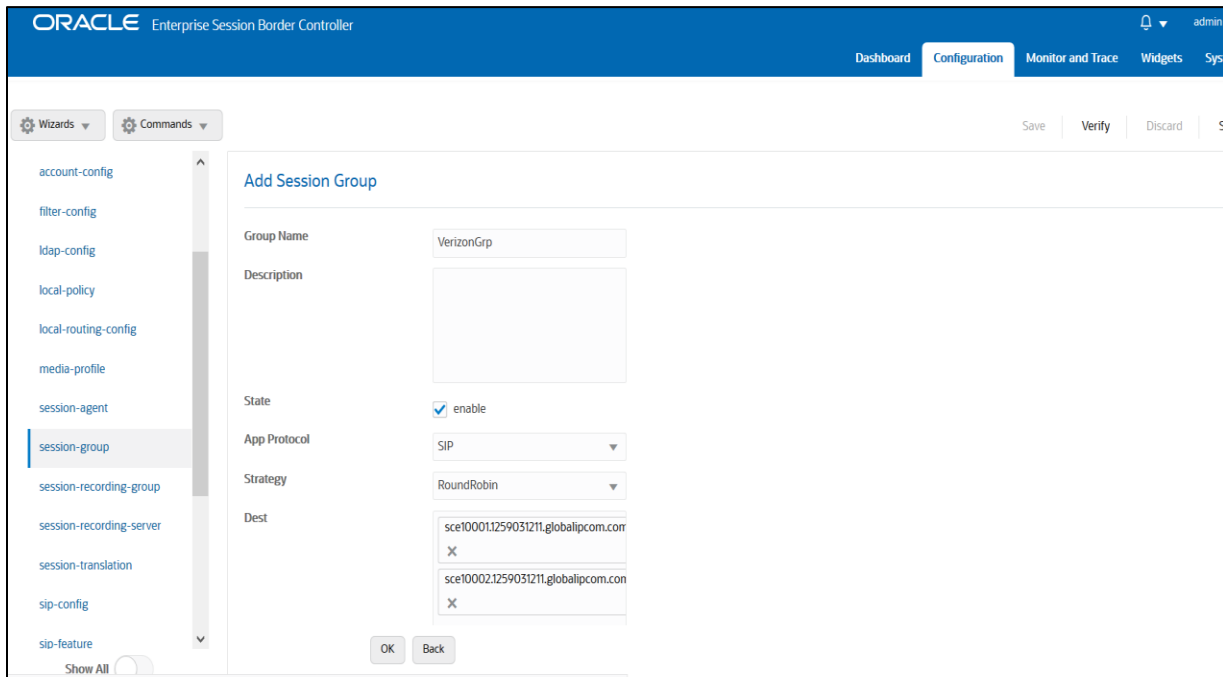 ORACLE Enterprise Session Border Controller
admin
Dashboard Configuration Monitor and Trace Widgets Sys
Wizards Commands Save Verify Discard S
account-config
filter-config
ldap-config
local-policy
local-routing-config
media-profile
session-agent
session-group
session-recording-group
session-recording-server
session-translation
sip-config
sip-feature
Show All
Add Session Group
Group Name VerizonGrp
Description
State enable
App Protocol SIP
Strategy RoundRobin
Dest sce10001.1259031211.globalipcom.com
sce10002.1259031211.globalipcom.com
OK Back